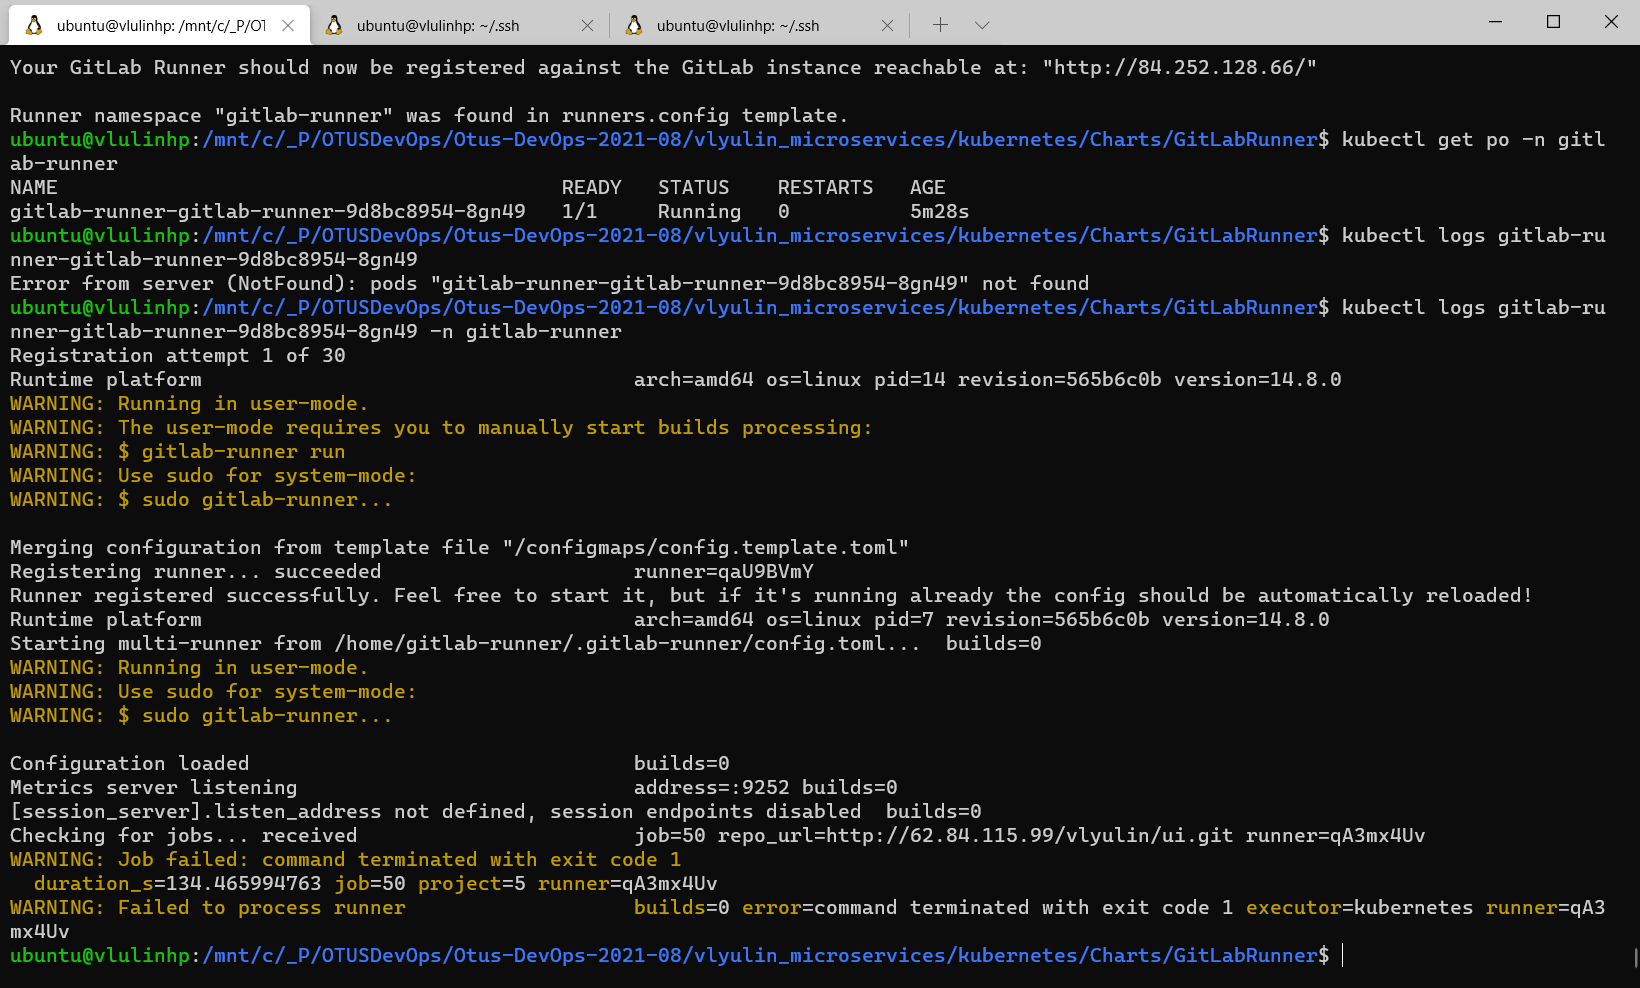 ubuntu@vlulinhp: /mnt/c/_P/OT
ubuntu@vlulinhp: ~/.ssh
ubuntu@vlulinhp: ~/.ssh
Your GitLab Runner should now be registered against the GitLab instance reachable at: "http://84.252.128.66/"
Runner namespace "gitlab-runner" was found in runners.config template.
ubuntu@vlulinhp:/mnt/c/_P/OTUSDevOps/Otus-DevOps-2021-08/vlyulin_microservices/kubernetes/Charts/GitLabRunner$ kubectl get po -n gitl
ab-runner
NAME READY STATUS RESTARTS AGE
gitlab-runner-gitlab-runner-9d8bc8954-8gn49 1/1 Running 0 5m28s
ubuntu@vlulinhp:/mnt/c/_P/OTUSDevOps/Otus-DevOps-2021-08/vlyulin_microservices/kubernetes/Charts/GitLabRunner$ kubectl logs gitlab-ru
nner-gitlab-runner-9d8bc8954-8gn49
Error from server (NotFound): pods "gitlab-runner-gitlab-runner-9d8bc8954-8gn49" not found
ubuntu@vlulinhp:/mnt/c/_P/OTUSDevOps/Otus-DevOps-2021-08/vlyulin_microservices/kubernetes/Charts/GitLabRunner$ kubectl logs gitlab-ru
nner-gitlab-runner-9d8bc8954-8gn49 -n gitlab-runner
Registration attempt 1 of 30
Runtime platform arch=amd64 os=linux pid=14 revision=565b6c0b version=14.8.0
WARNING: Running in user-mode.
WARNING: The user-mode requires you to manually start builds processing:
WARNING: $ gitlab-runner run
WARNING: Use sudo for system-mode:
WARNING: $ sudo gitlab-runner...
Merging configuration from template file "/configmaps/config.template.toml"
Registering runner... succeeded runner=qaU9BVmY
Runner registered successfully. Feel free to start it, but if it's running already the config should be automatically reloaded!
Runtime platform arch=amd64 os=linux pid=7 revision=565b6c0b version=14.8.0
Starting multi-runner from /home/gitlab-runner/.gitlab-runner/config.toml... builds=0
WARNING: Running in user-mode.
WARNING: Use sudo for system-mode:
WARNING: $ sudo gitlab-runner...
Configuration loaded builds=0
Metrics server listening address=:9252 builds=0
[session_server].listen_address not defined, session endpoints disabled builds=0
Checking for jobs... received job=50 repo_url=http://62.84.115.99/vlyulin/ui.git runner=qA3mx4Uv
WARNING: Job failed: command terminated with exit code 1
duration_s=134.465994763 job=50 project=5 runner=qA3mx4Uv
WARNING: Failed to process runner builds=0 error=command terminated with exit code 1 executor=kubernetes runner=qA3
mx4Uv
ubuntu@vlulinhp:/mnt/c/_P/OTUSDevOps/Otus-DevOps-2021-08/vlyulin_microservices/kubernetes/Charts/GitLabRunner$